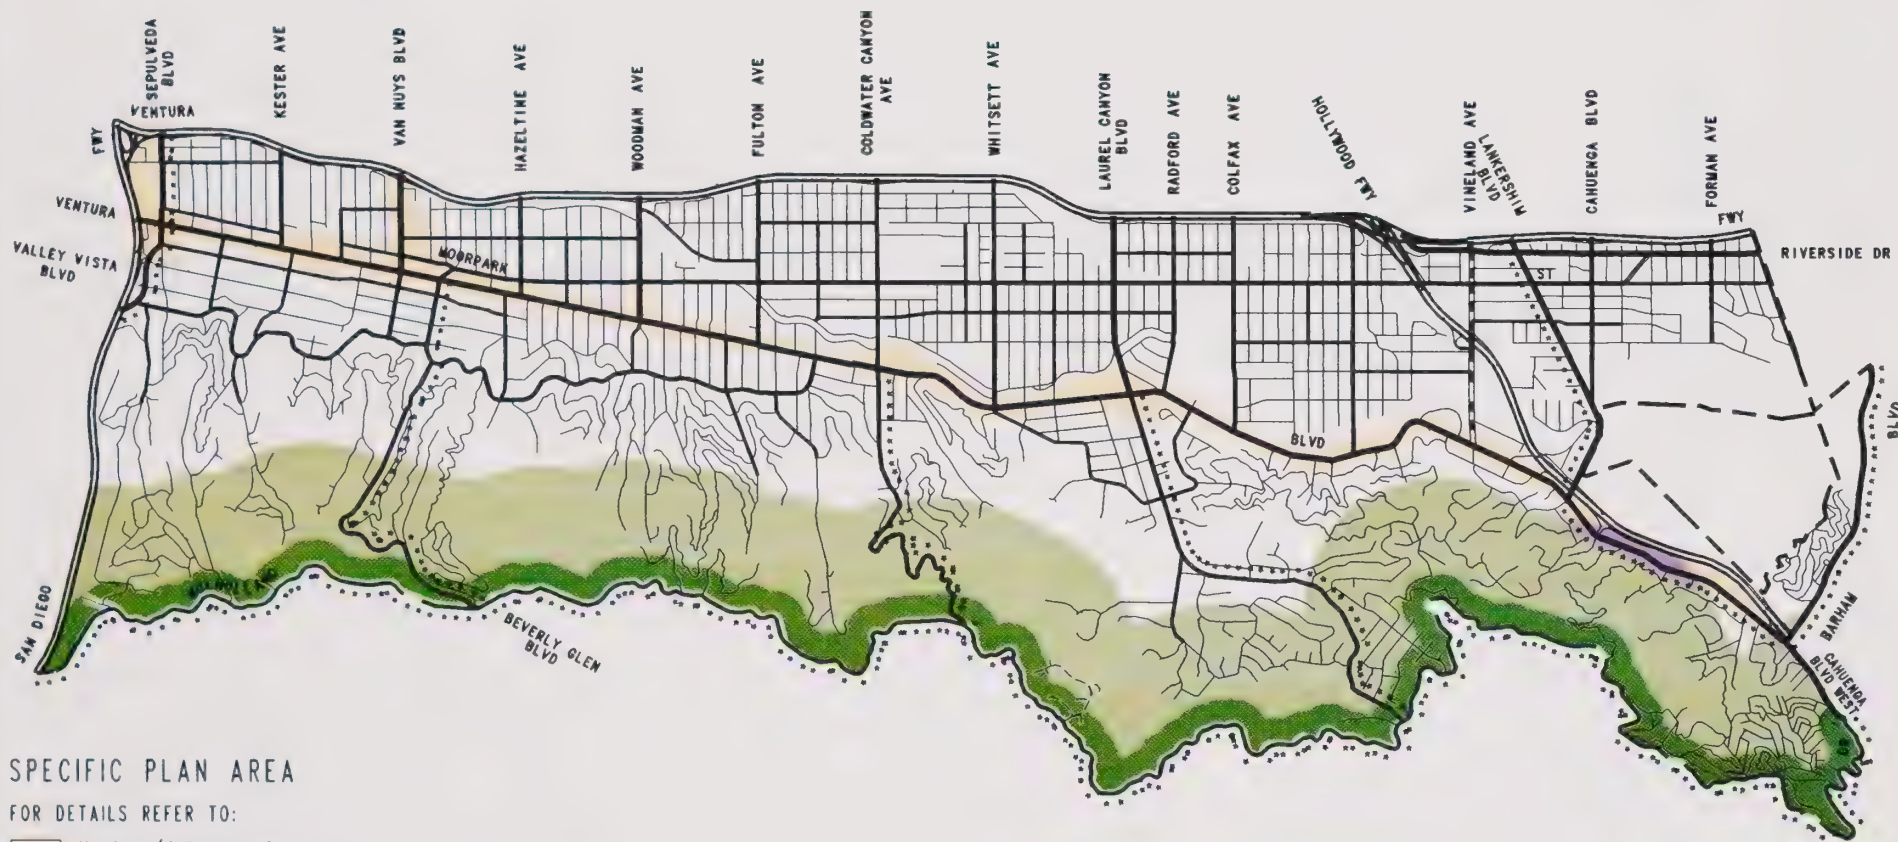 SEPULVEDA
BLVD
KESTER AVE
VAN NUYS BLVD
HAZELTINE AVE
WOODMAN AVE
FULTON AVE
COLDWATER CANYON
AVE
WHITSETT AVE
LAUREL CANYON
BLVD
RADFORD AVE
COLFAX AVE
HOLLYWOOD FWY
VINELAND AVE
LANKERSHIM
BLVD
CAHUENGA BLVD
FORMAN AVE
VENTURA
FWY
FWY
RIVERSIDE DR
VENTURA
VALLEY VISTA
BLVD
MOORPARK
ST
BLVD
BLVD
SAN DIEGO
BEVERLY GLEN
BLVD
BARHAM
CAHUENGA
BLVD WEST
DR
SPECIFIC PLAN AREA
FOR DETAILS REFER TO: